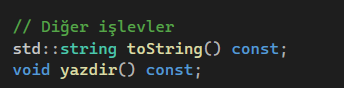 // Diğer işlevler
std::string toString() const;
void yazdir() const;